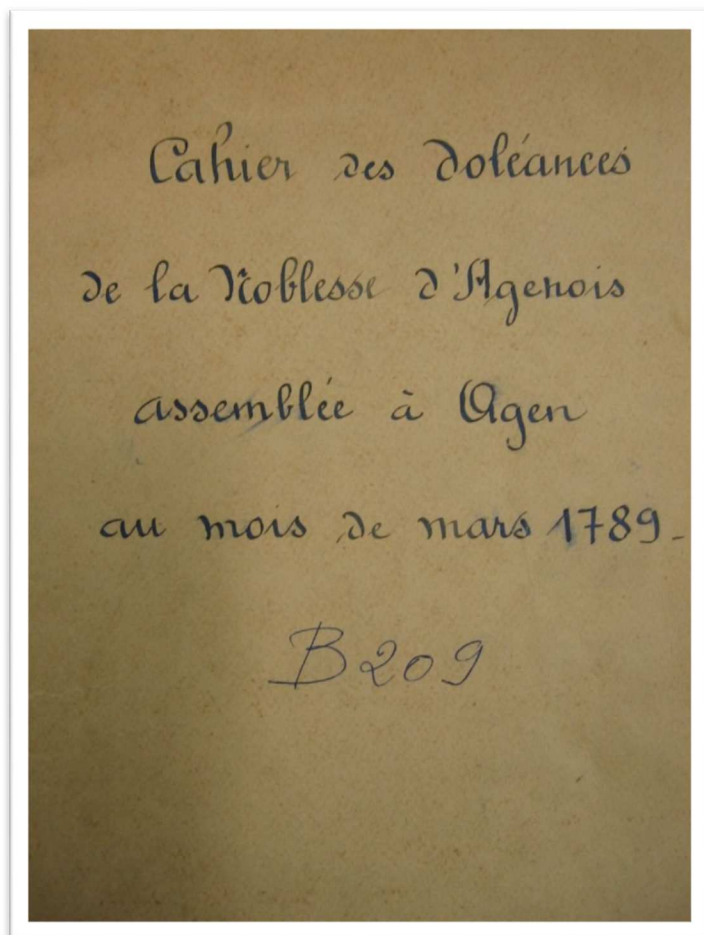 Cahier des doléances
de la Noblesse d'Agenois
assemblée à Agen
au mois de mars 1789-
B209